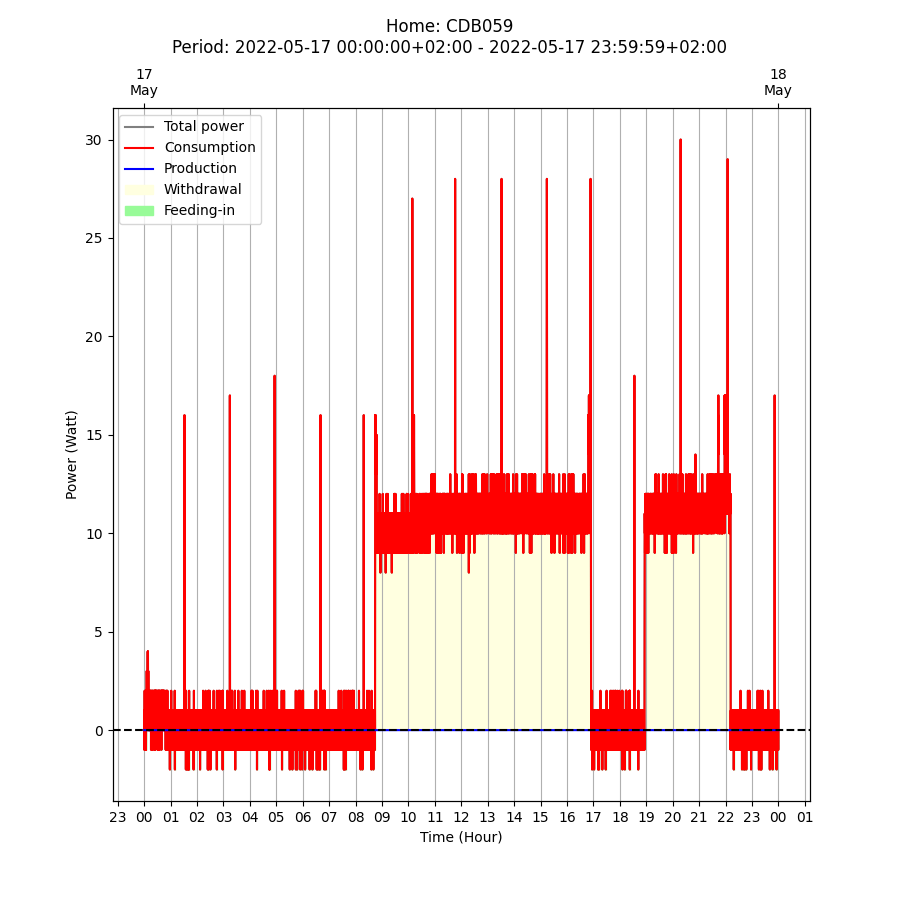 Home: CDB059
Period: 2022-05-17 00:00:00+02:00 - 2022-05-17 23:59:59+02:00
17 18
May May
Total power
Consumption
Production
Withdrawal
Feeding-in
30
25
20
15
10
5
0
Power (Watt)
23 00 01 02 03 04 05 06 07 08 09 10 11 12 13 14 15 16 17 18 19 20 21 22 23 00 01
Time (Hour)